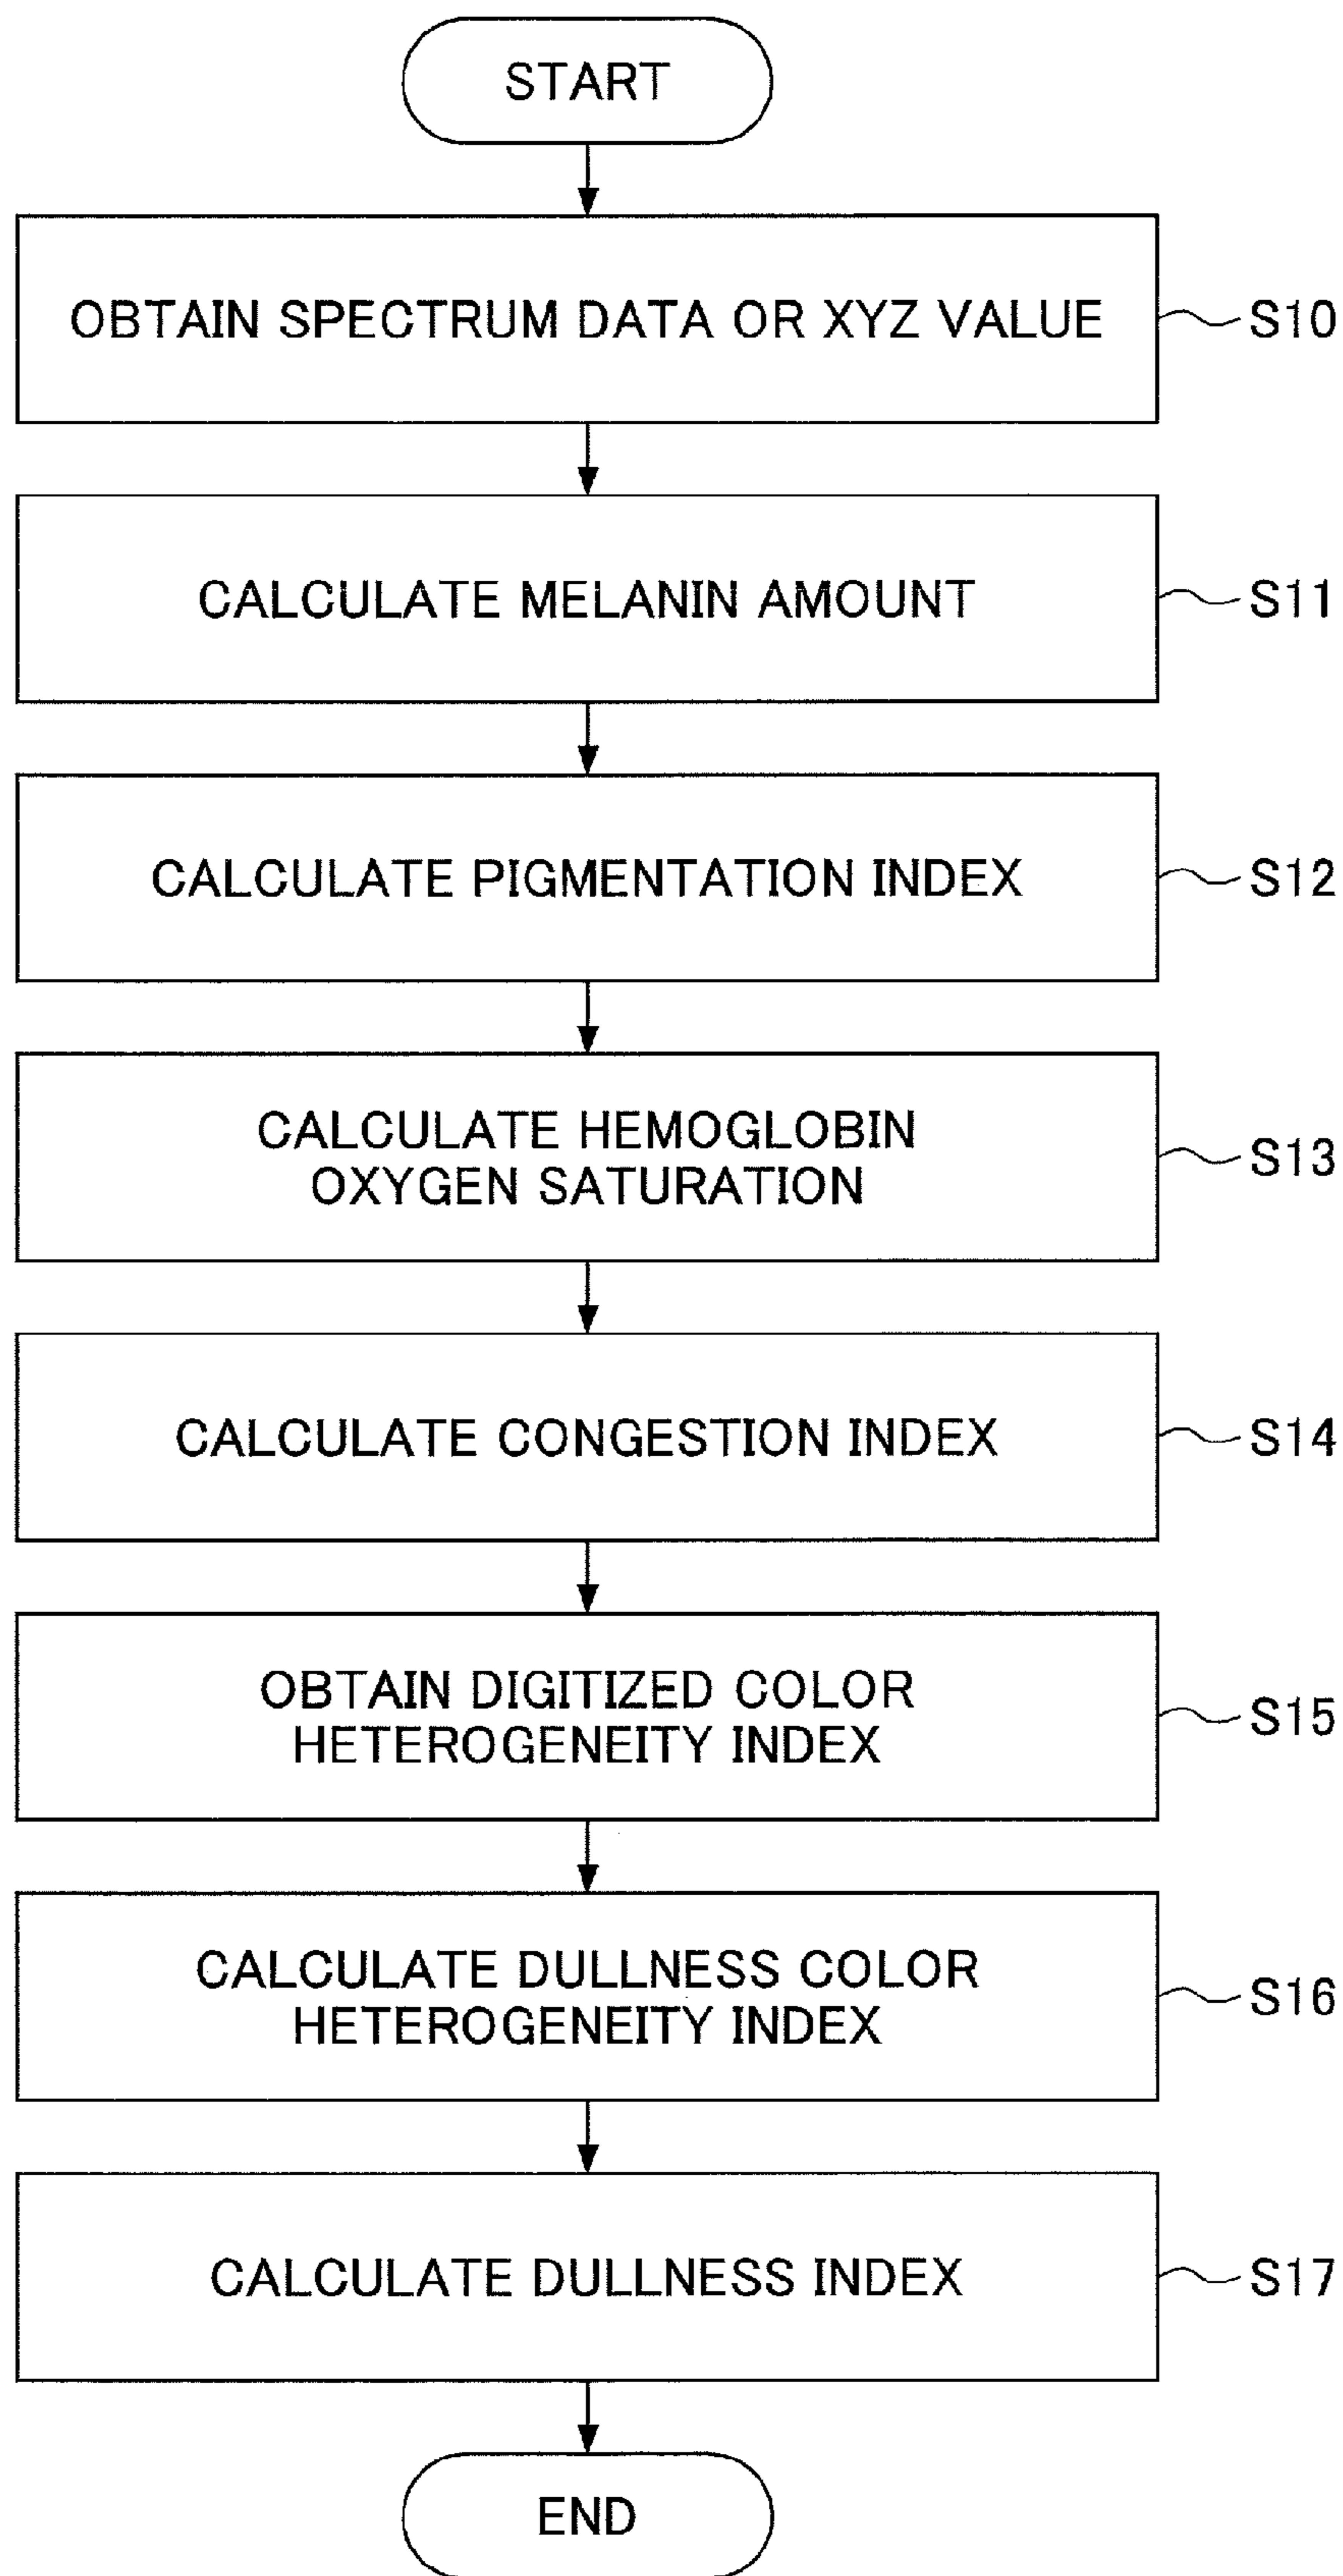 START
OBTAIN SPECTRUM DATA OR XYZ VALUE
S10
CALCULATE MELANIN AMOUNT
S11
CALCULATE PIGMENTATION INDEX
S12
CALCULATE HEMOGLOBIN
OXYGEN SATURATION
S13
CALCULATE CONGESTION INDEX
S14
OBTAIN DIGITIZED COLOR
HETEROGENEITY INDEX
S15
CALCULATE DULLNESS COLOR
HETEROGENEITY INDEX
S16
CALCULATE DULLNESS INDEX
S17
END